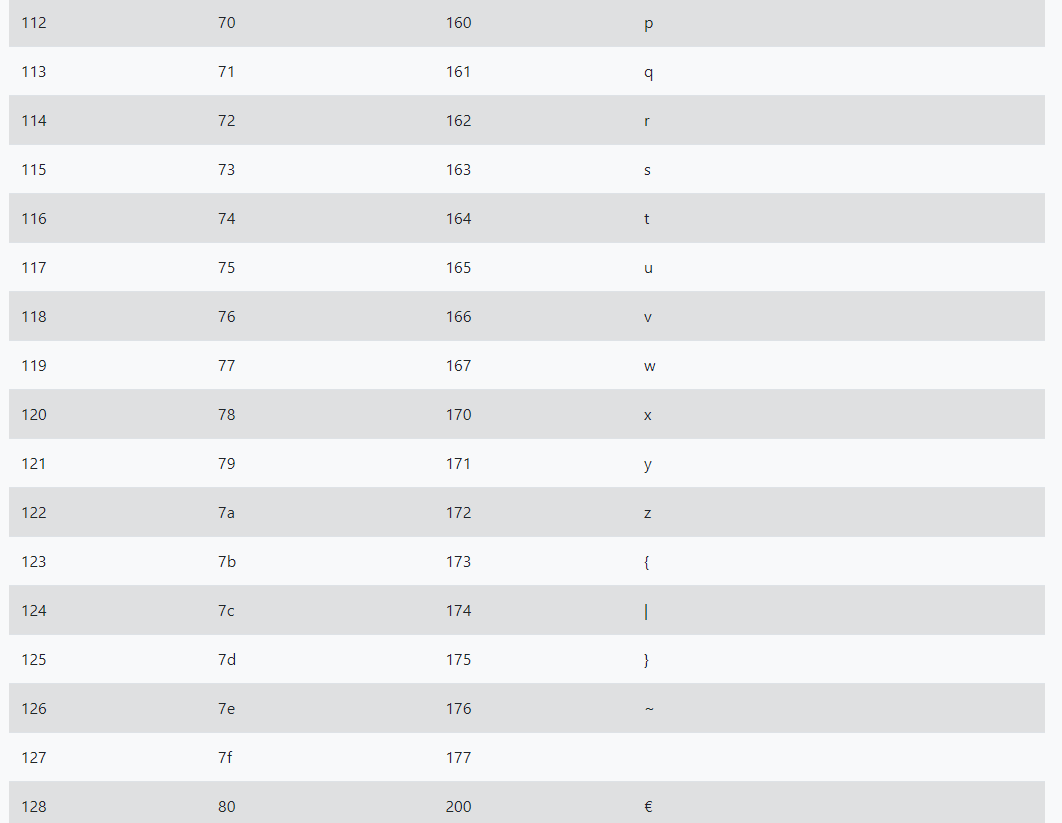 112 70 160 p
113 71 161 q
114 72 162 r
115 73 163 s
116 74 164 t
117 75 165 u
118 76 166 v
119 77 167 w
120 78 170 x
121 79 171 y
122 7a 172 z
123 7b 173 {
124 7c 174 |
125 7d 175 }
126 7e 176 ~
127 7f 177
128 80 200 €